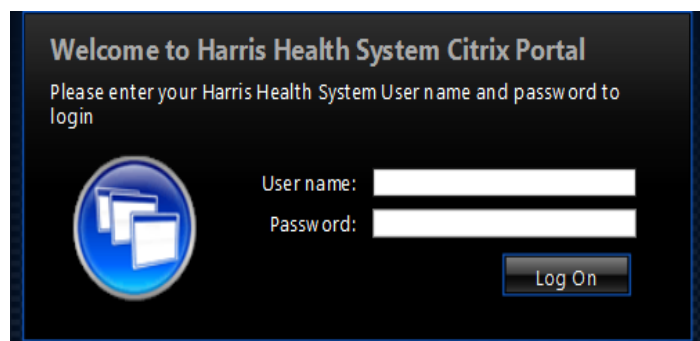 Welcome to Harris Health System Citrix Portal
Please enter your Harris Health System User name and password to
login
User name:
Password:
Log On